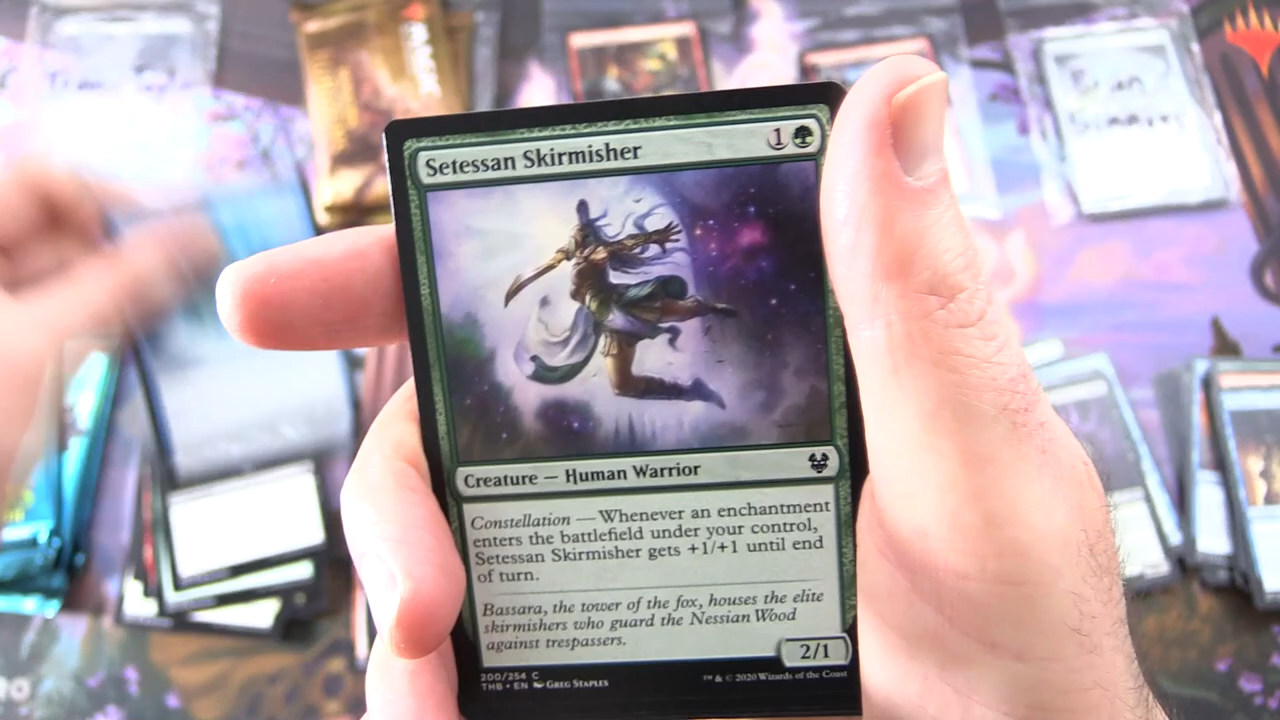 Setessan Skirmisher 1
Creature — Human Warrior
Constellation — Whenever an enchantment
enters the battlefield under your control,
Setessan Skirmisher gets +1/+1 until end
of turn.
Bassara, the tower of the fox, houses the elite
skirmishers who guard the Nessian Wood
against trespassers.
2/1
200/254 C
THB • EN Greg Staples
™ & © 2020 Wizards of the Coast
Brian